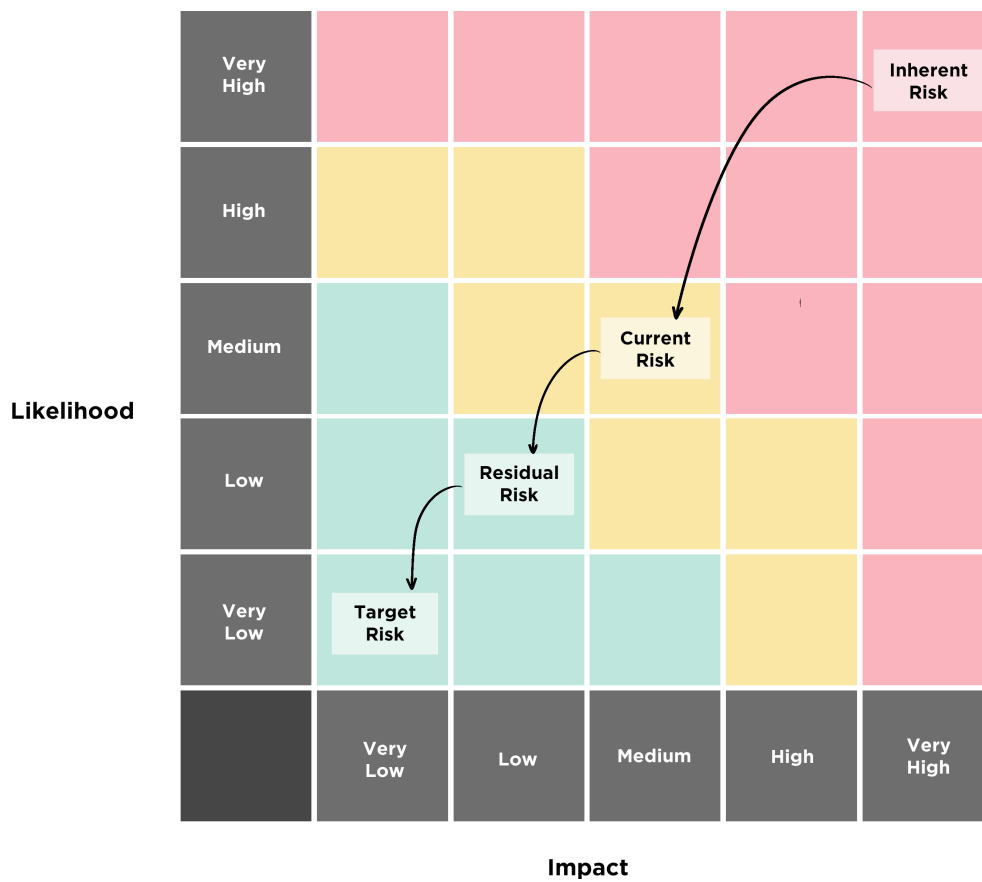 Very
High
Inherent
Risk
High
Medium
Current
Risk
Likelihood
Low
Residual
Risk
Very
Low
Target
Risk
Very
Low
Low
Medium
High
Very
High
Impact